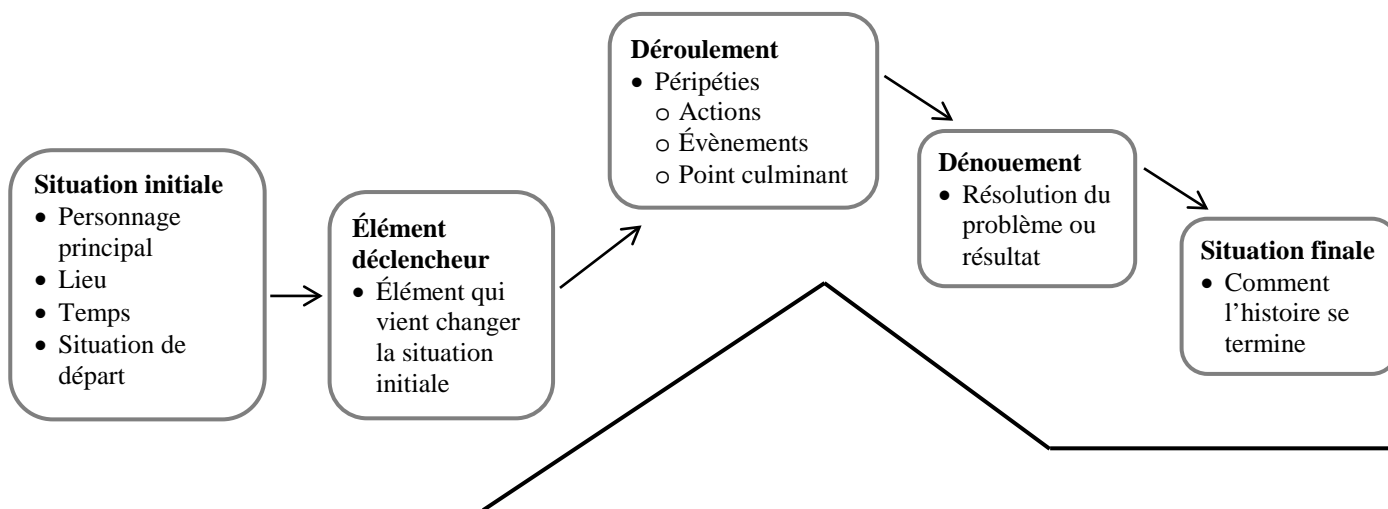 Situation initiale
• Personnage
principal
• Lieu
• Temps
• Situation de
départ
Élément
déclencheur
• Élément qui
vient changer
la situation
initiale
Déroulement
• Péripéties
o Actions
o Évènements
o Point culminant
Dénouement
• Résolution du
problème ou
résultat
Situation finale
• Comment
l’histoire se
termine